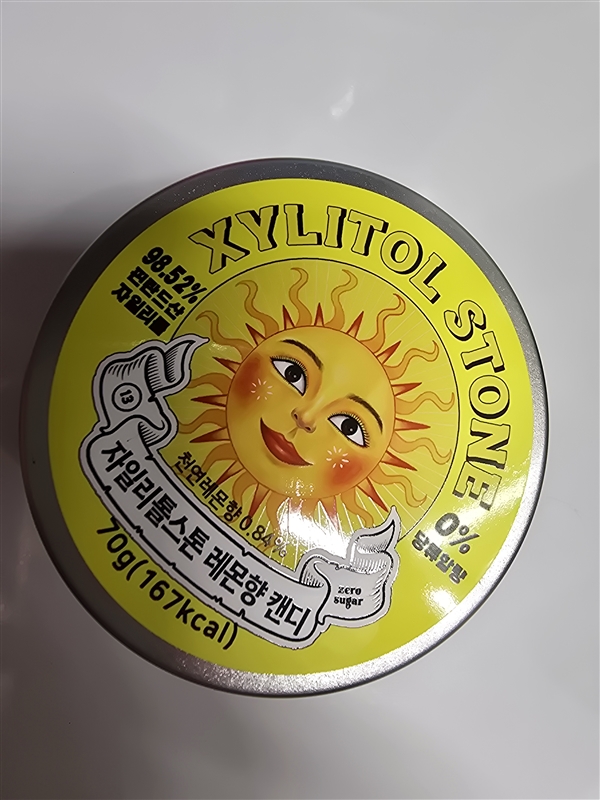 XYLITOL STONE
98.52%
핀란드산
자일리톨
13
천연레몬향 0.84%
자일리톨스톤 레몬향 캔디
zero
sugar
0%
당류함량
70g(167kcal)